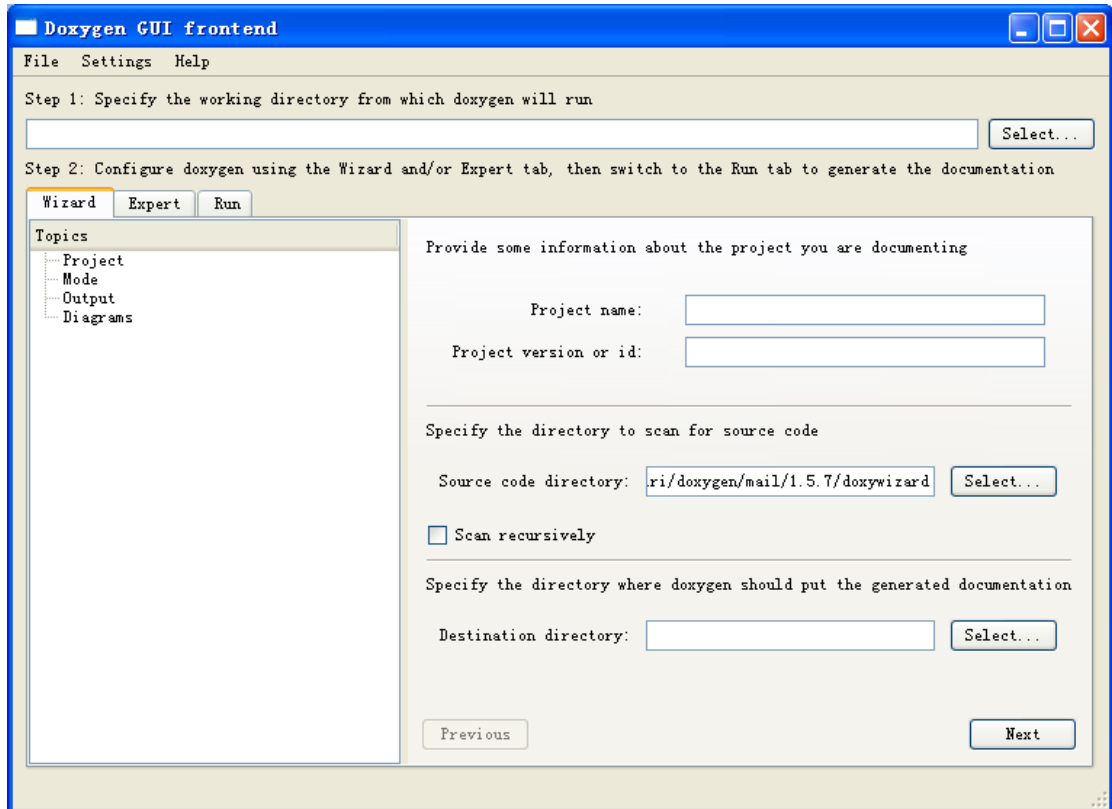 Doxygen GUI frontend
File Settings Help
Step 1: Specify the working directory from which doxygen will run
Select...
Step 2: Configure doxygen using the Wizard and/or Expert tab, then switch to the Run tab to generate the documentation
Wizard Expert Run
Topics
Project
Mode
Output
Diagrams
Provide some information about the project you are documenting
Project name:
Project version or id:
Specify the directory to scan for source code
Source code directory: ri/doxygen/mail/1.5.7/doxywizard Select...
Scan recursively
Specify the directory where doxygen should put the generated documentation
Destination directory: Select...
Previous Next